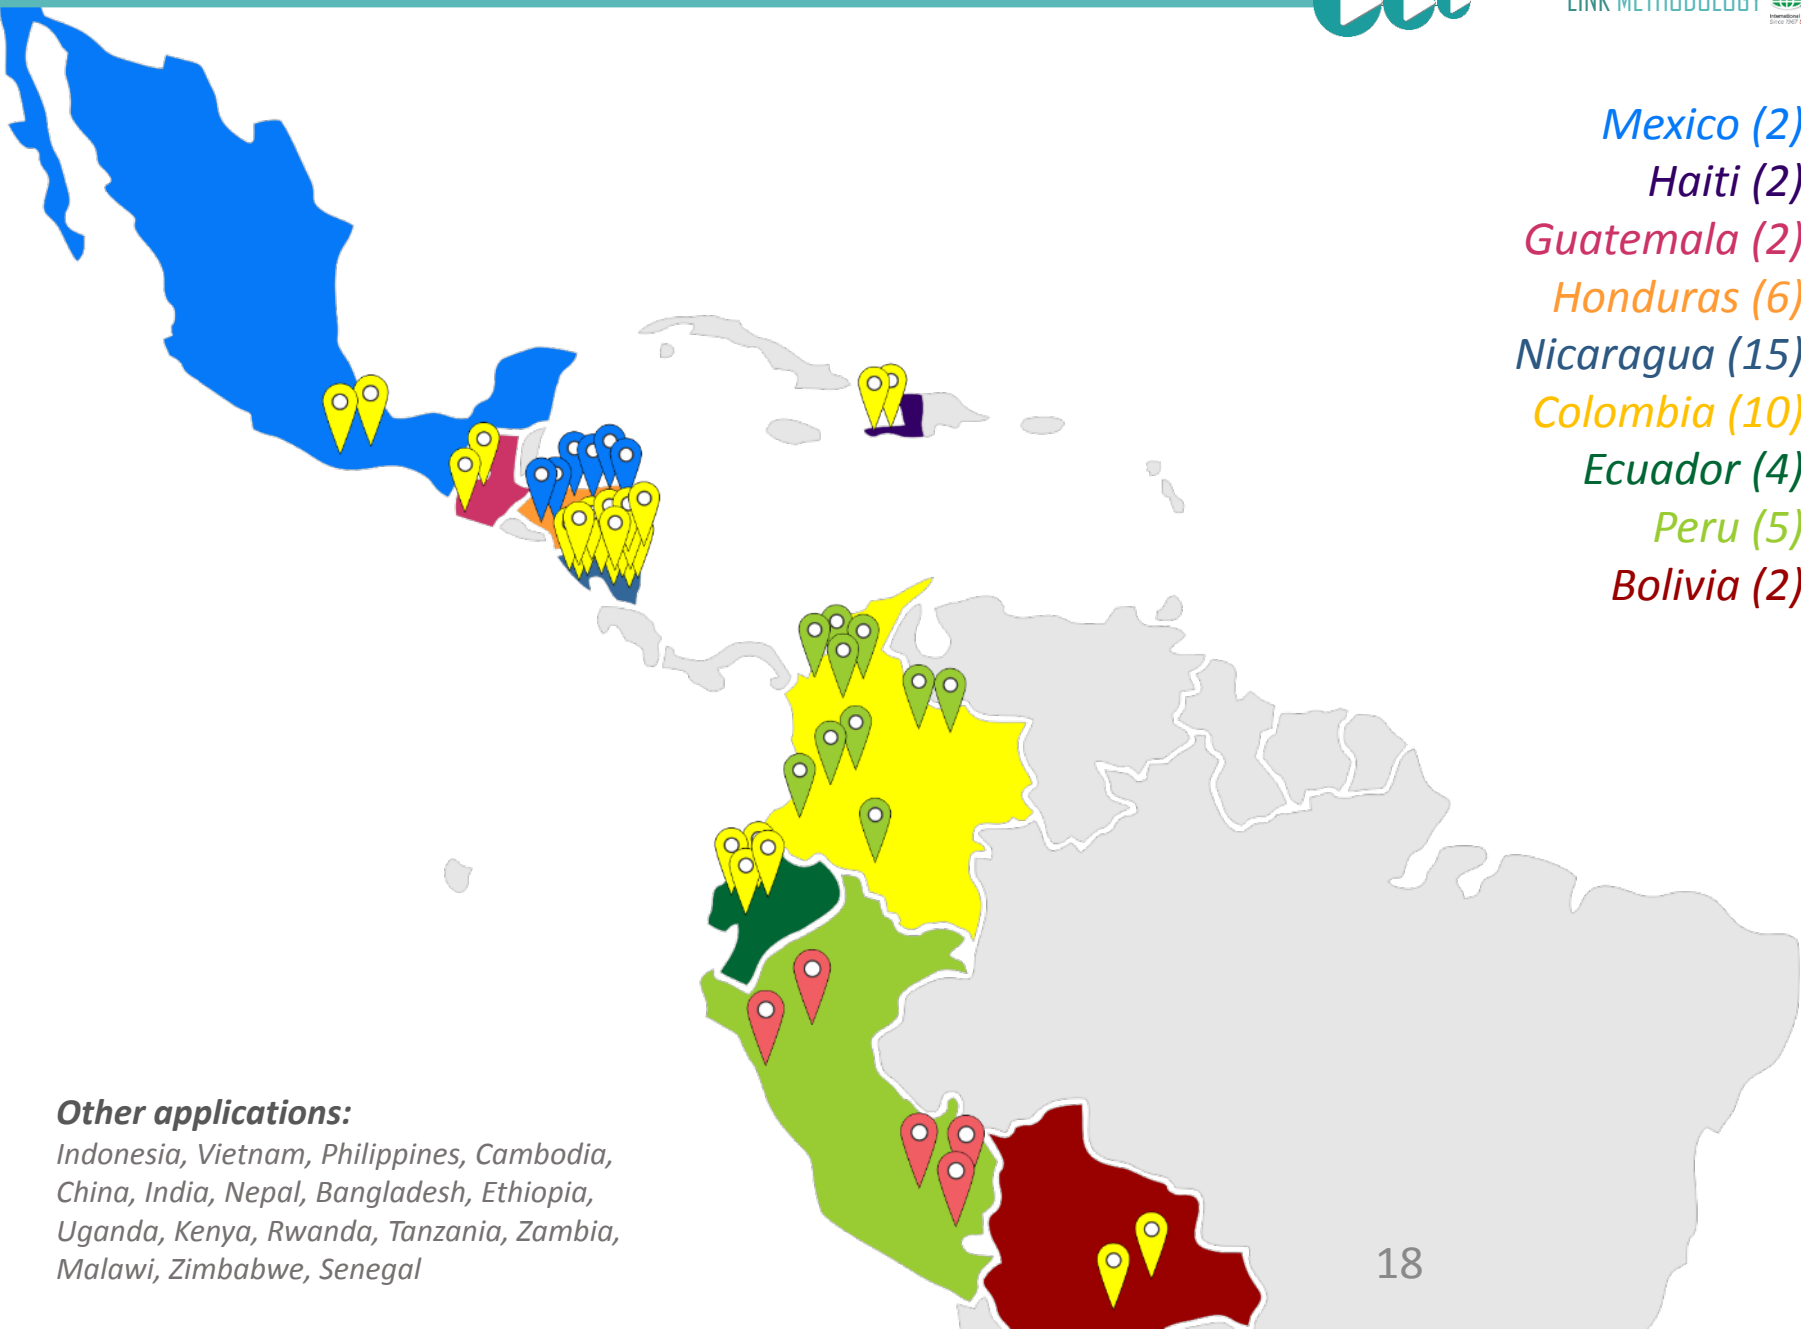 LINK METHODOLOGY
Mexico (2)
Haiti (2)
Guatemala (2)
Honduras (6)
Nicaragua (15)
Colombia (10)
Ecuador (4)
Peru (5)
Bolivia (2)
Other applications:
Indonesia, Vietnam, Philippines, Cambodia,
China, India, Nepal, Bangladesh, Ethiopia,
Uganda, Kenya, Rwanda, Tanzania, Zambia,
Malawi, Zimbabwe, Senegal
18